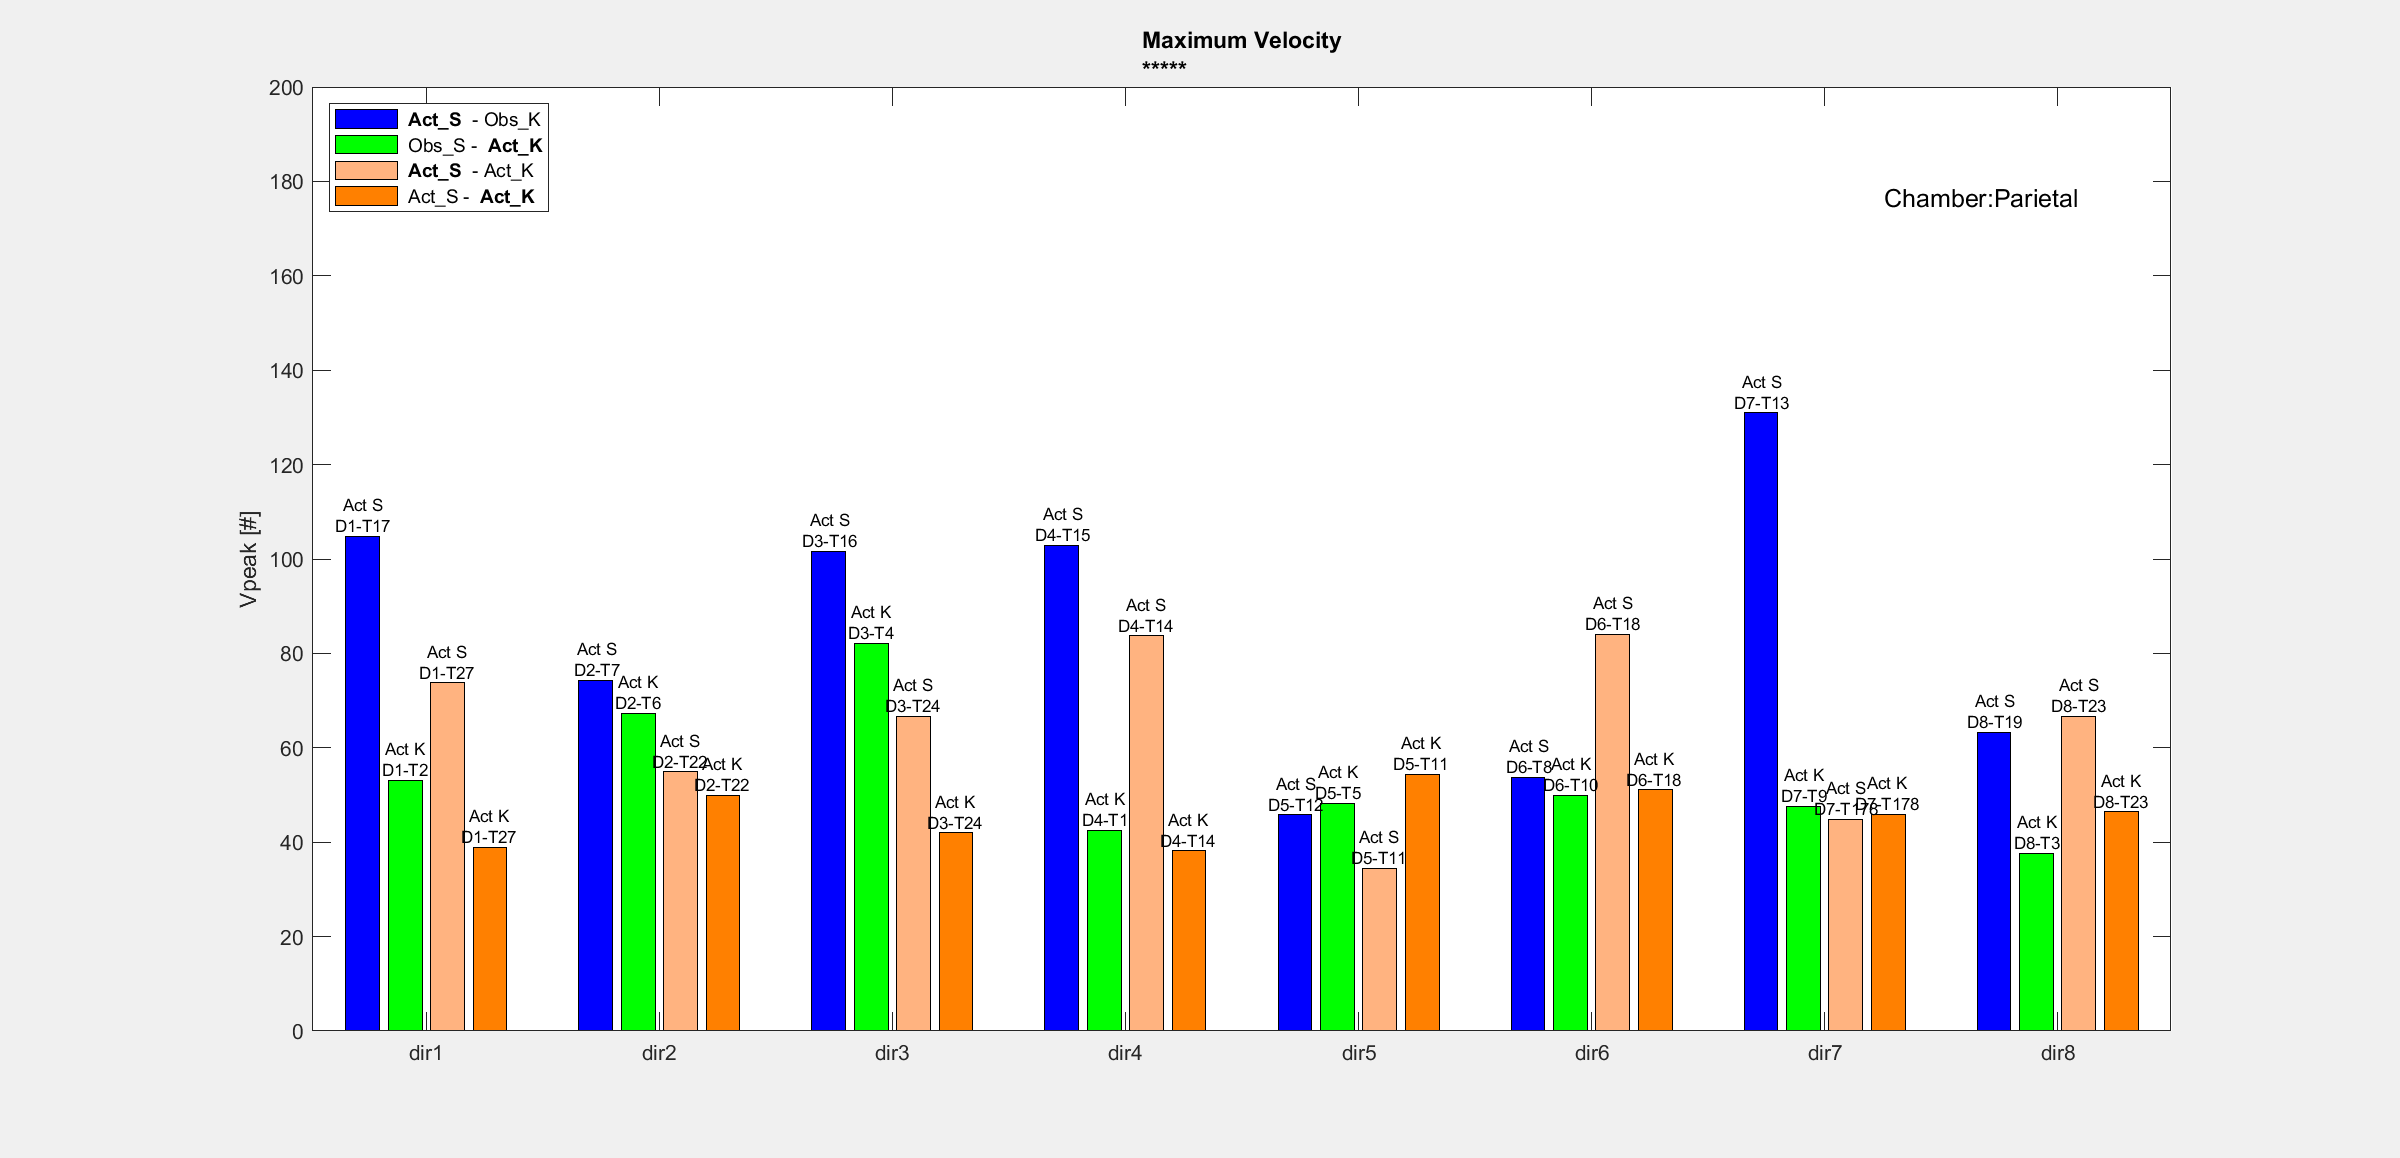 Maximum Velocity
*****
200
180
160
140
120
100
80
60
40
20
0
Vpeak [#]
Act_S - Obs_K
Obs_S - Act_K
Act_S - Act_K
Act_S - Act_K
Chamber:Parietal
Act S
D1-T17
Act K
D1-T2
Act S
D1-T27
Act K
D1-T27
Act S
D2-T7
Act K
D2-T6
Act S
D2-T22
Act K
D2-T22
Act S
D3-T16
Act K
D3-T4
Act S
D3-T24
Act K
D3-T24
Act S
D4-T15
Act K
D4-T1
Act S
D4-T14
Act K
D4-T14
Act S
D5-T12
Act K
D5-T5
Act S
D5-T11
Act K
D5-T11
Act S
D6-T8
Act K
D6-T10
Act S
D6-T18
Act K
D6-T18
Act S
D7-T13
Act K
D7-T9
Act S
D7-T178
Act K
D7-T178
Act S
D8-T19
Act K
D8-T3
Act S
D8-T23
Act K
D8-T23
dir1
dir2
dir3
dir4
dir5
dir6
dir7
dir8